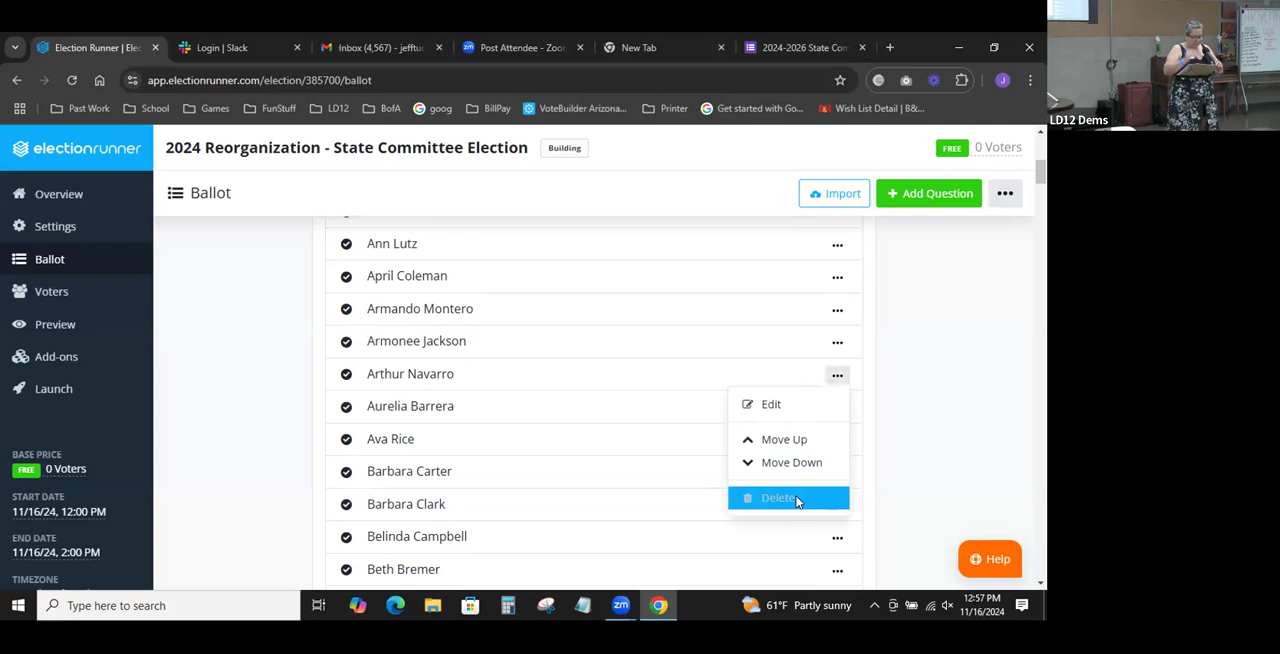 Election Runner | Elec
Login | Slack
Inbox (4,567) - jefftuc
Post Attendee - Zoo
New Tab
2024-2026 State Com
app.electionrunner.com/election/385700/ballot
Past Work
School
Games
FunStuff
LD12
BofA
goog
BillPay
VoteBuilder Arizona...
Printer
Get started with Go...
Wish List Detail | B&...
LD12 Dems
electionrunner
2024 Reorganization - State Committee Election
Building
FREE 0 Voters
Ballot
Import
Add Question
Overview
Settings
Ballot
Voters
Preview
Add-ons
Launch
BASE PRICE
FREE 0 Voters
START DATE
11/16/24, 12:00 PM
END DATE
11/16/24, 2:00 PM
TIMEZONE
Ann Lutz
April Coleman
Armando Montero
Armonee Jackson
Arthur Navarro
Aurelia Barrera
Ava Rice
Barbara Carter
Barbara Clark
Belinda Campbell
Beth Bremer
Edit
Move Up
Move Down
Delete
Help
Type here to search
zm
61°F Partly sunny
12:57 PM
11/16/2024